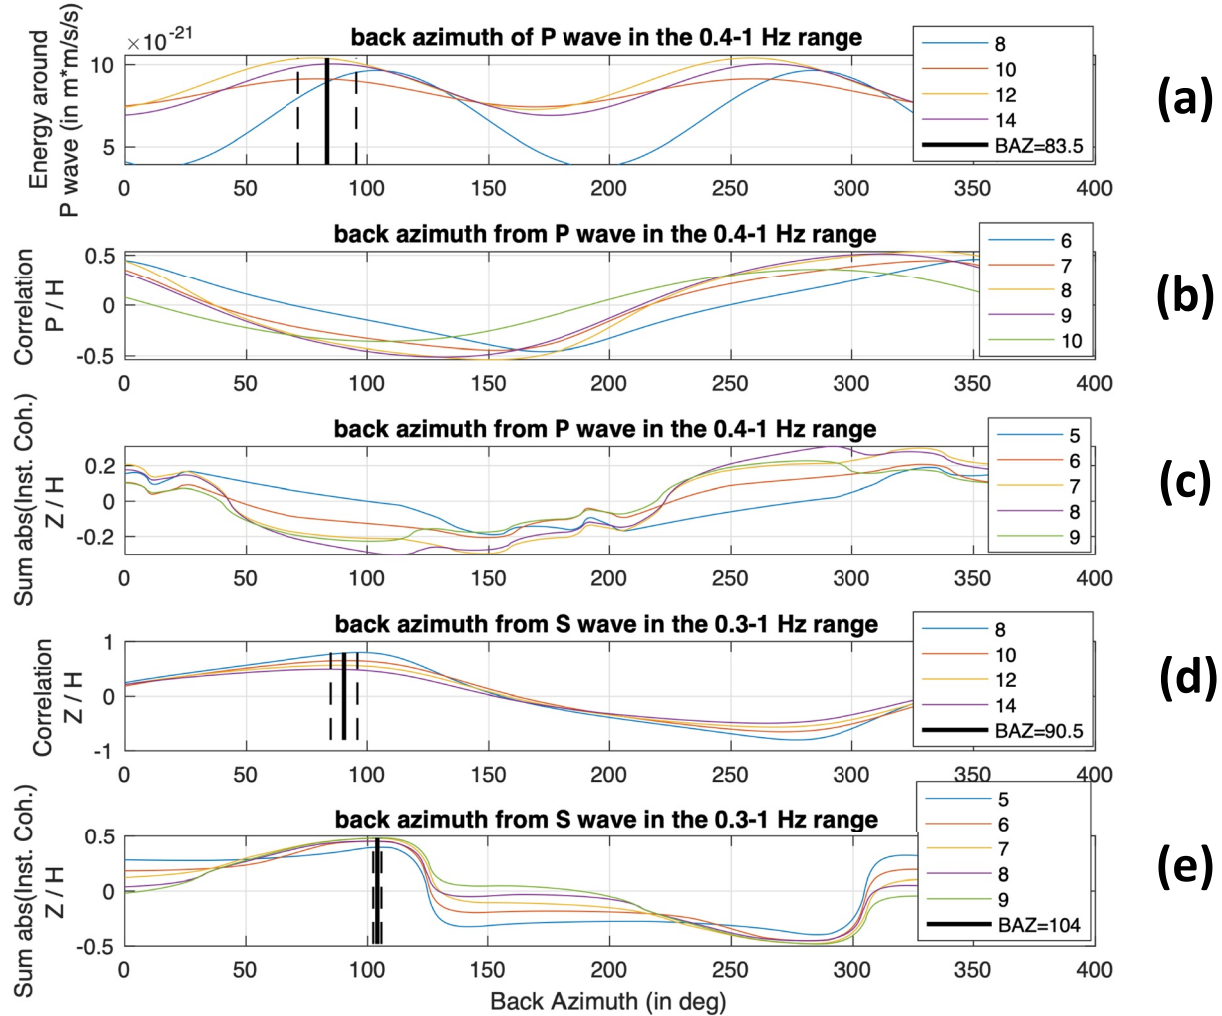 ×10-21
back azimuth of P wave in the 0.4-1 Hz range
Energy around
P wave (in m*m/s/s)
10
5
0 50 100 150 200 250 300 350 400
8
10
12
14
BAZ=83.5
(a)
back azimuth from P wave in the 0.4-1 Hz range
Correlation
P / H
0.5
0
-0.5
0 50 100 150 200 250 300 350 400
6
7
8
9
10
(b)
back azimuth from P wave in the 0.4-1 Hz range
Sum abs(Inst. Coh.)
Z / H
0.2
0
-0.2
0 50 100 150 200 250 300 350 400
5
6
7
8
9
(c)
back azimuth from S wave in the 0.3-1 Hz range
Correlation
Z / H
1
0
-1
0 50 100 150 200 250 300 350 400
8
10
12
14
BAZ=90.5
(d)
back azimuth from S wave in the 0.3-1 Hz range
Sum abs(Inst. Coh.)
Z / H
0.5
0
-0.5
0 50 100 150 200 250 300 350 400
5
6
7
8
9
BAZ=104
(e)
Back Azimuth (in deg)